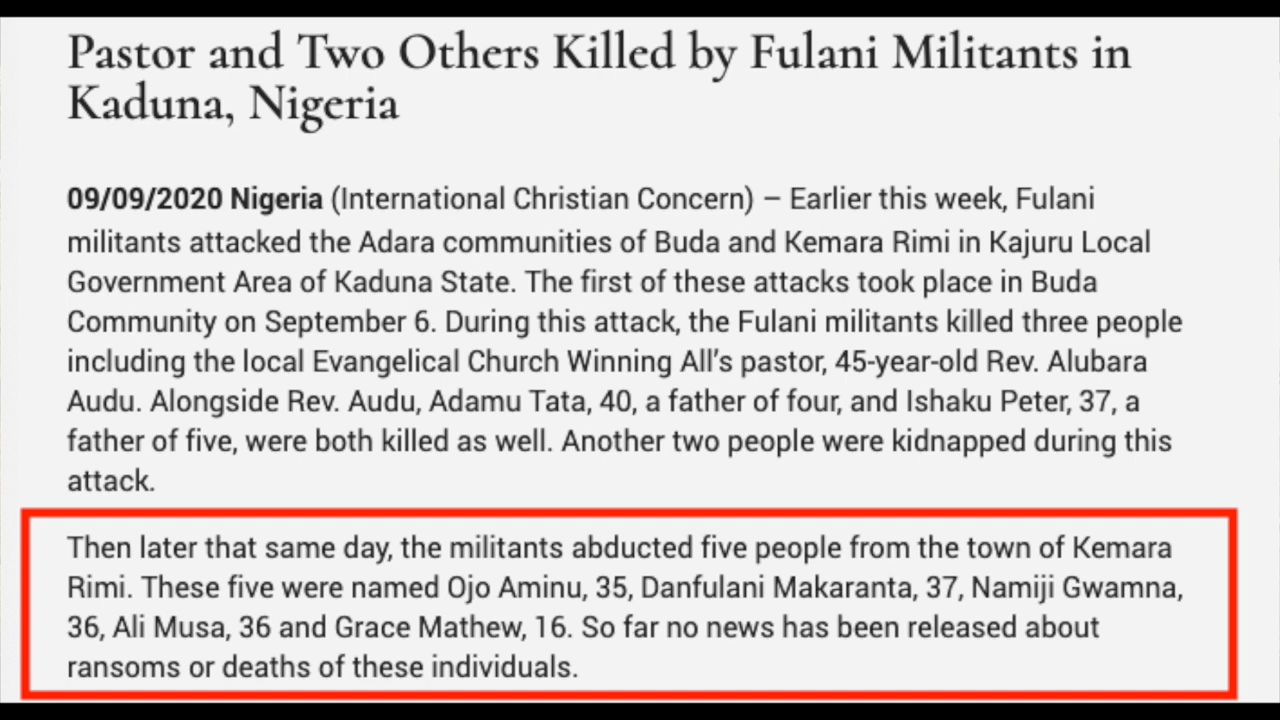 Pastor and Two Others Killed by Fulani Militants in
Kaduna, Nigeria
09/09/2020 Nigeria (International Christian Concern) – Earlier this week, Fulani
militants attacked the Adara communities of Buda and Kemara Rimi in Kajuru Local
Government Area of Kaduna State. The first of these attacks took place in Buda
Community on September 6. During this attack, the Fulani militants killed three people
including the local Evangelical Church Winning All’s pastor, 45-year-old Rev. Alubara
Audu. Alongside Rev. Audu, Adamu Tata, 40, a father of four, and Ishaku Peter, 37, a
father of five, were both killed as well. Another two people were kidnapped during this
attack.
Then later that same day, the militants abducted five people from the town of Kemara
Rimi. These five were named Ojo Aminu, 35, Danfulani Makaranta, 37, Namiji Gwamna,
36, Ali Musa, 36 and Grace Mathew, 16. So far no news has been released about
ransoms or deaths of these individuals.